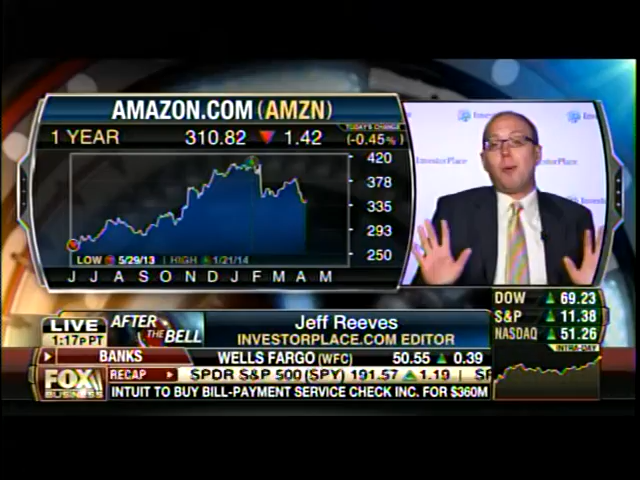 AMAZON.COM (AMZN)
1 YEAR 310.82 ▼ 1.42 TODAY'S CHANGE (-0.45%)
420
378
335
293
250
LOW 5/29/13 | HIGH 1/21/14
J J A S O N D J F M A M
InvestorPlace
InvestorPlace
DOW ▲ 69.23
S&P ▲ 11.38
NASDAQ ▲ 51.26
INTRA-DAY
LIVE
1:17P PT
AFTER THE BELL
Jeff Reeves
INVESTORPLACE.COM EDITOR
BANKS WELLS FARGO (WFC) 50.55 ▲ 0.39
RECAP SPDR S&P 500 (SPY) 191.57 ▲ 1.19
FOX BUSINESS
INTUIT TO BUY BILL-PAYMENT SERVICE CHECK INC. FOR $360M